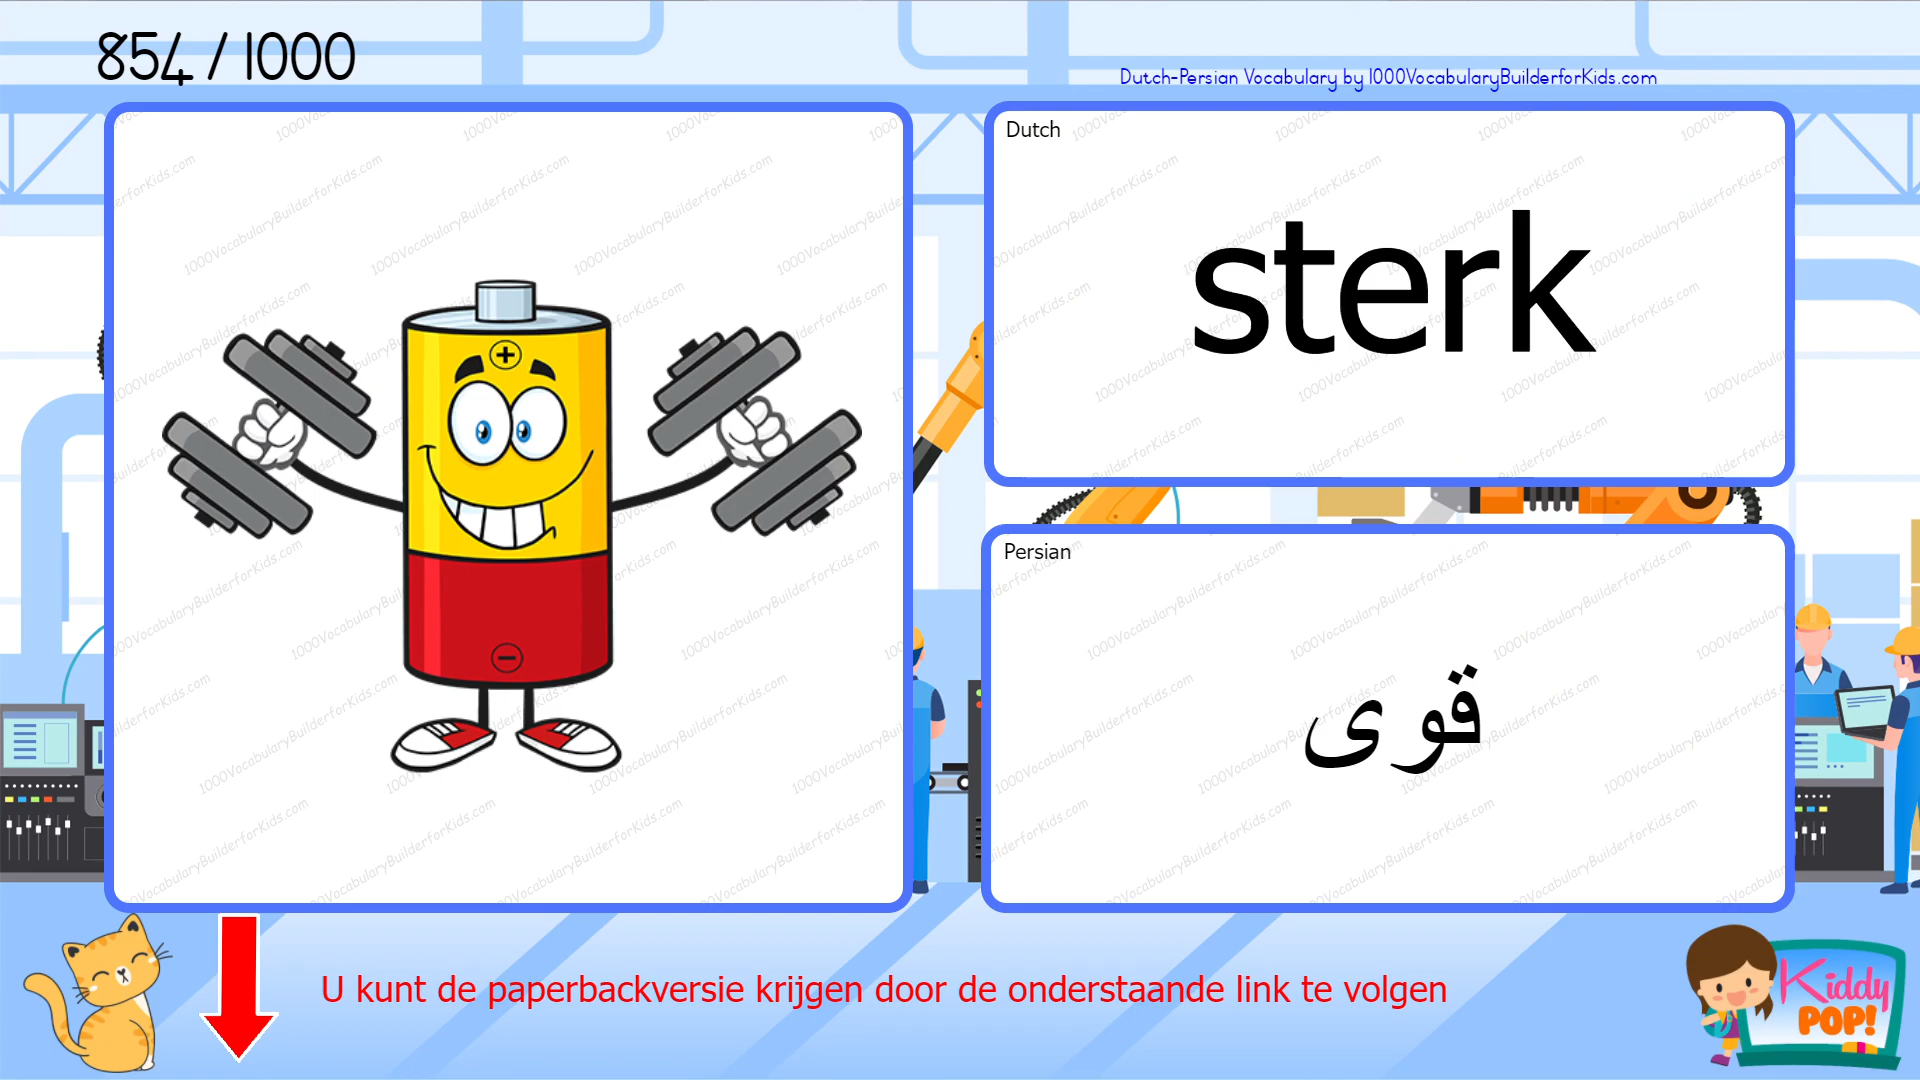 854 / 1000
Dutch-Persian Vocabulary by 1000VocabularyBuilderforKids.com
Dutch
sterk
Persian
قوی
U kunt de paperbackversie krijgen door de onderstaande link te volgen
Kiddy
POP!